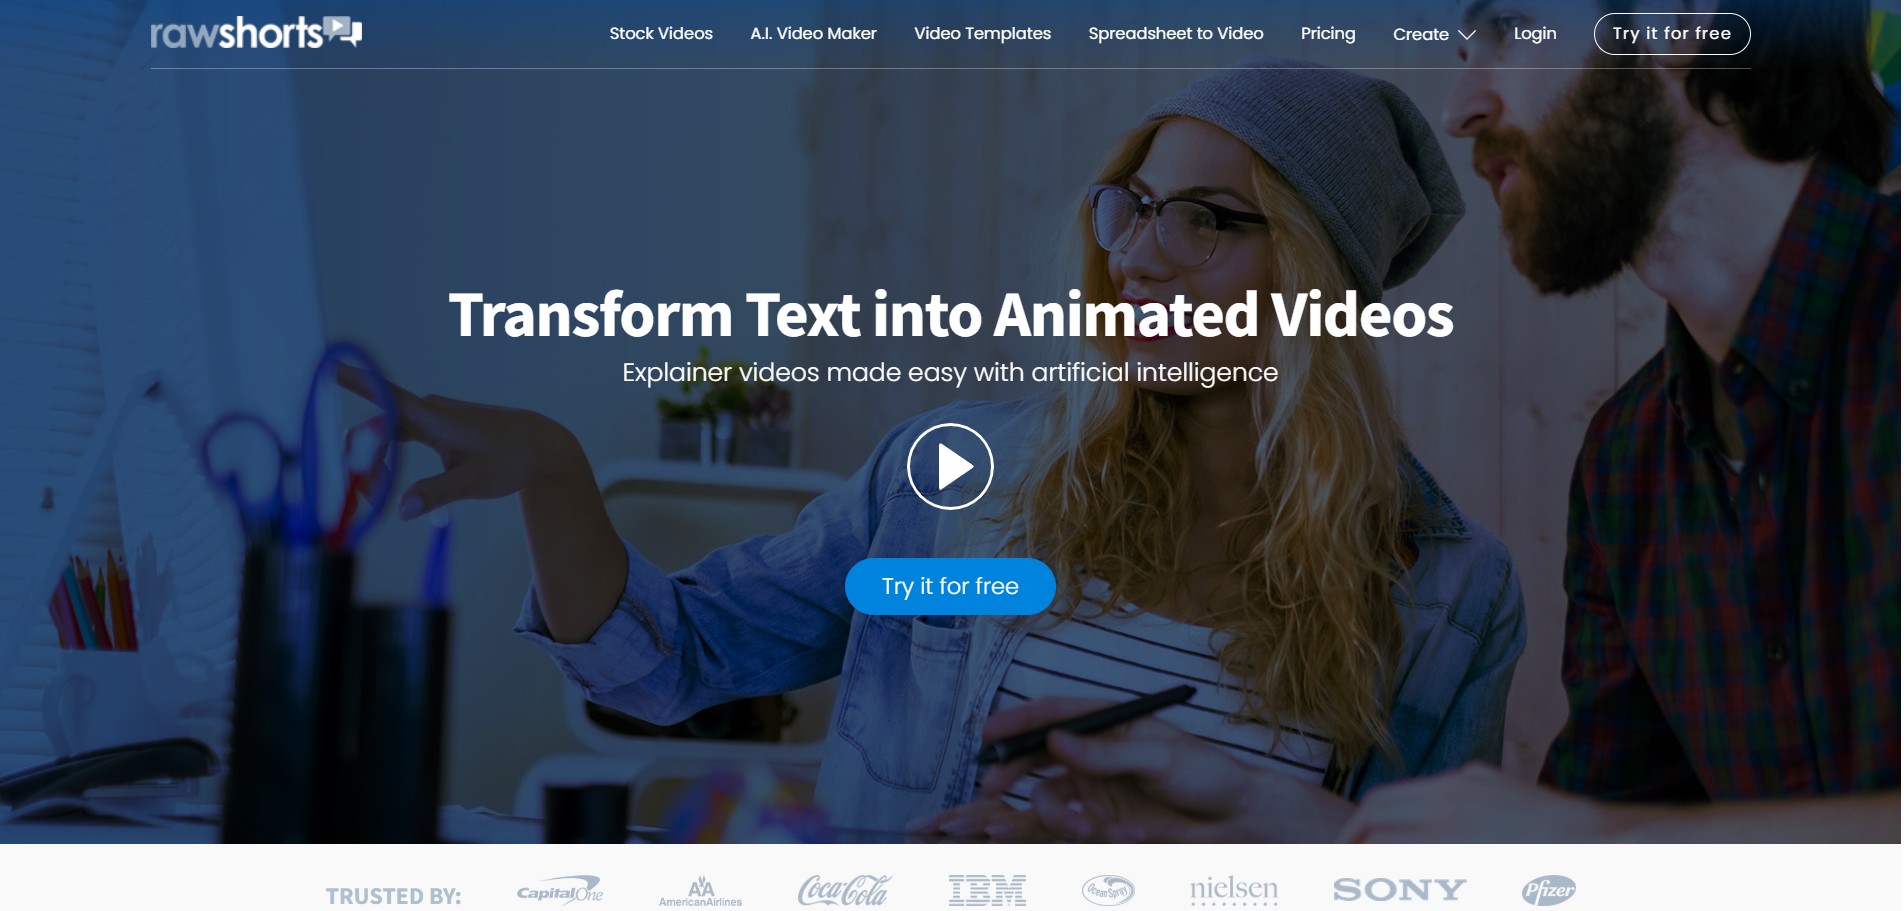 rawshorts
Stock Videos
A.I. Video Maker
Video Templates
Spreadsheet to Video
Pricing
Create
Login
Try it for free
Transform Text into Animated Videos
Explainer videos made easy with artificial intelligence
Try it for free
TRUSTED BY:
CapitalOne
AmericanAirlines
Coca-Cola
IBM
Ocean Spray
nielsen
SONY
Pfizer